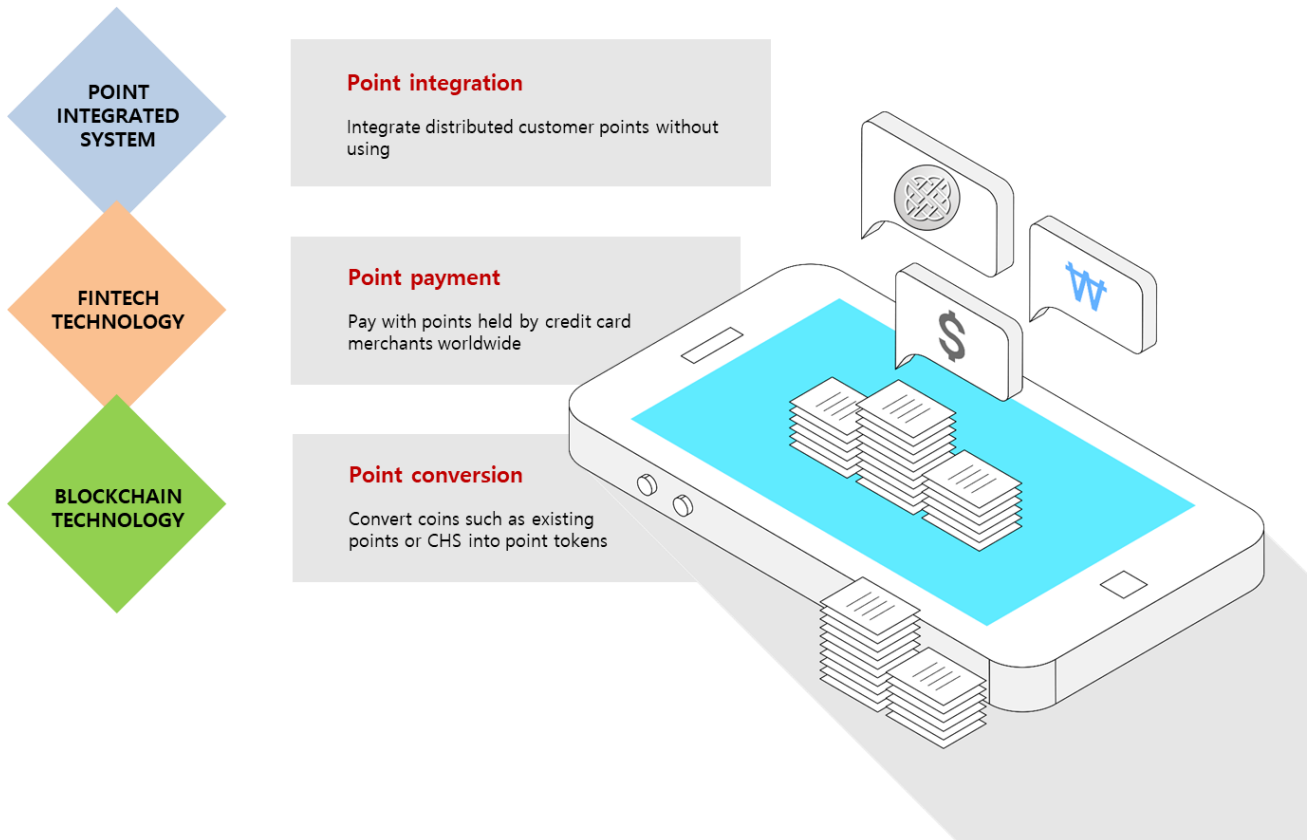 POINT
INTEGRATED
SYSTEM
Point integration
Integrate distributed customer points without
using
FINTECH
TECHNOLOGY
Point payment
Pay with points held by credit card
merchants worldwide
BLOCKCHAIN
TECHNOLOGY
Point conversion
Convert coins such as existing
points or CHS into point tokens
₩
$